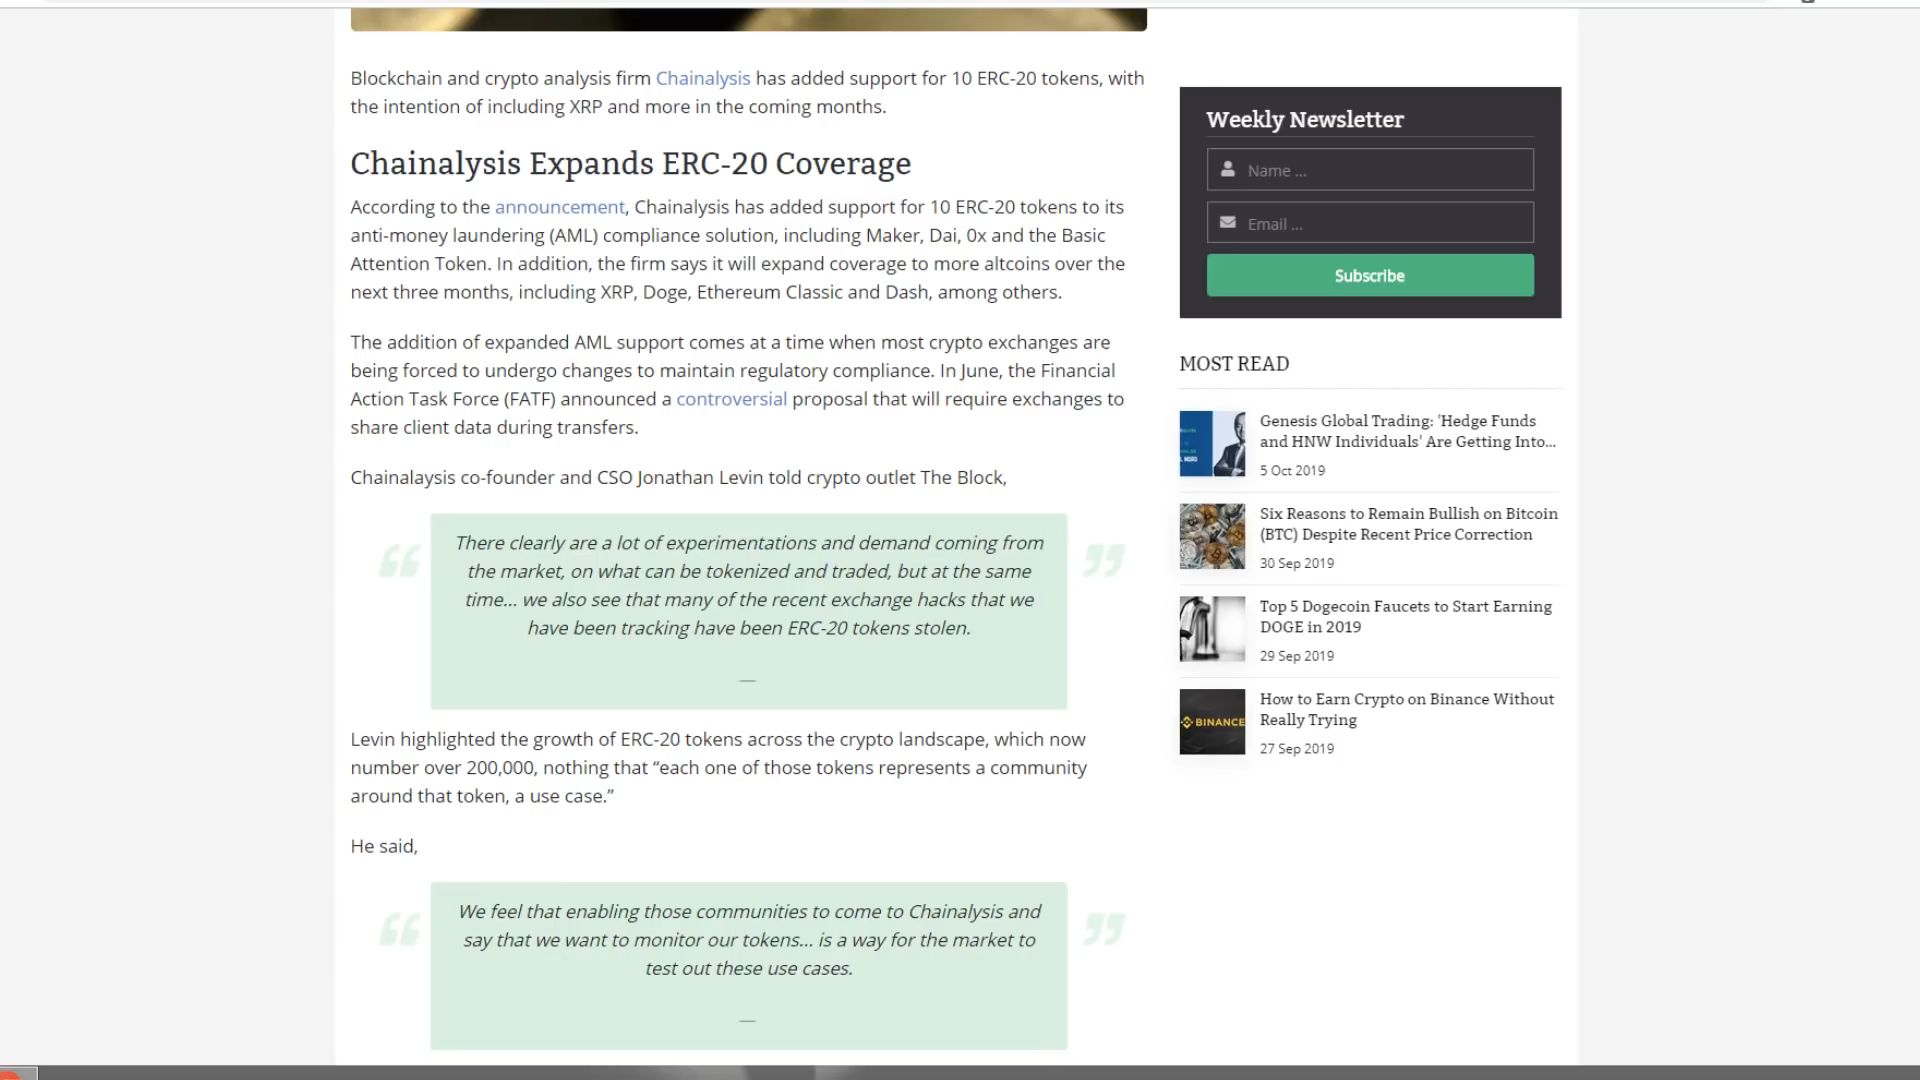 Blockchain and crypto analysis firm Chainalysis has added support for 10 ERC-20 tokens, with
the intention of including XRP and more in the coming months.
Chainalysis Expands ERC-20 Coverage
According to the announcement, Chainalysis has added support for 10 ERC-20 tokens to its
anti-money laundering (AML) compliance solution, including Maker, Dai, 0x and the Basic
Attention Token. In addition, the firm says it will expand coverage to more altcoins over the
next three months, including XRP, Doge, Ethereum Classic and Dash, among others.
The addition of expanded AML support comes at a time when most crypto exchanges are
being forced to undergo changes to maintain regulatory compliance. In June, the Financial
Action Task Force (FATF) announced a controversial proposal that will require exchanges to
share client data during transfers.
Chainalaysis co-founder and CSO Jonathan Levin told crypto outlet The Block,
“
There clearly are a lot of experimentations and demand coming from
the market, on what can be tokenized and traded, but at the same
time... we also see that many of the recent exchange hacks that we
have been tracking have been ERC-20 tokens stolen.
”
—
Levin highlighted the growth of ERC-20 tokens across the crypto landscape, which now
number over 200,000, nothing that “each one of those tokens represents a community
around that token, a use case.”
He said,
“
We feel that enabling those communities to come to Chainalysis and
say that we want to monitor our tokens... is a way for the market to
test out these use cases.
”
—
Weekly Newsletter
Name ...
Email ...
Subscribe
MOST READ
Genesis Global Trading: 'Hedge Funds
and HNW Individuals' Are Getting Into...
5 Oct 2019
Six Reasons to Remain Bullish on Bitcoin
(BTC) Despite Recent Price Correction
30 Sep 2019
Top 5 Dogecoin Faucets to Start Earning
DOGE in 2019
29 Sep 2019
BINANCE
How to Earn Crypto on Binance Without
Really Trying
27 Sep 2019